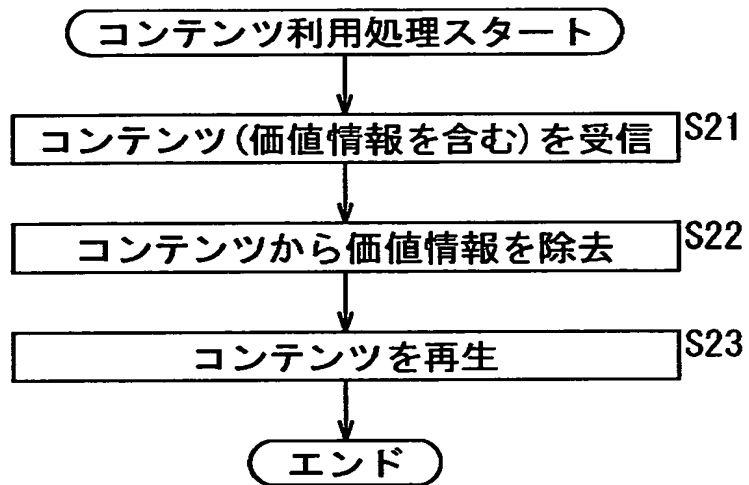 コンテンツ利用処理スタート
コンテンツ(価値情報を含む)を受信 S21
コンテンツから価値情報を除去 S22
コンテンツを再生 S23
エンド